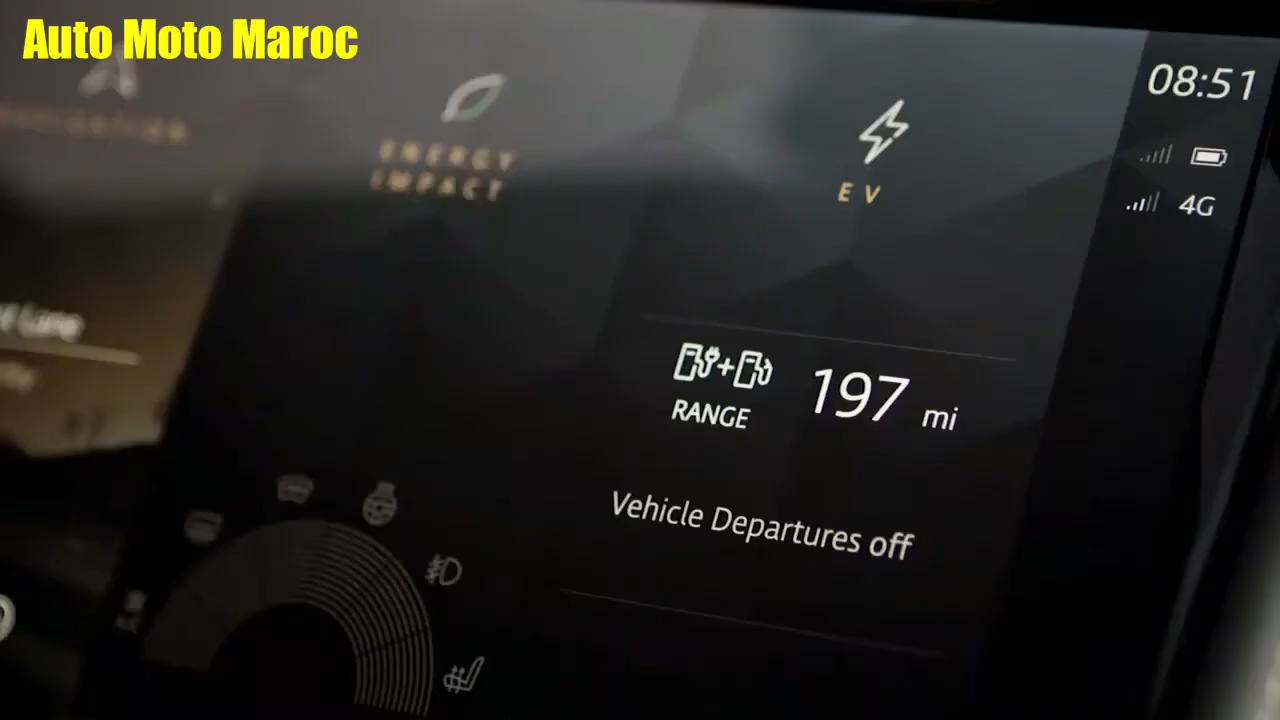 Auto Moto Maroc
08:51
ENERGY
IMPACT
EV
4G
RANGE
197 mi
Vehicle Departures off